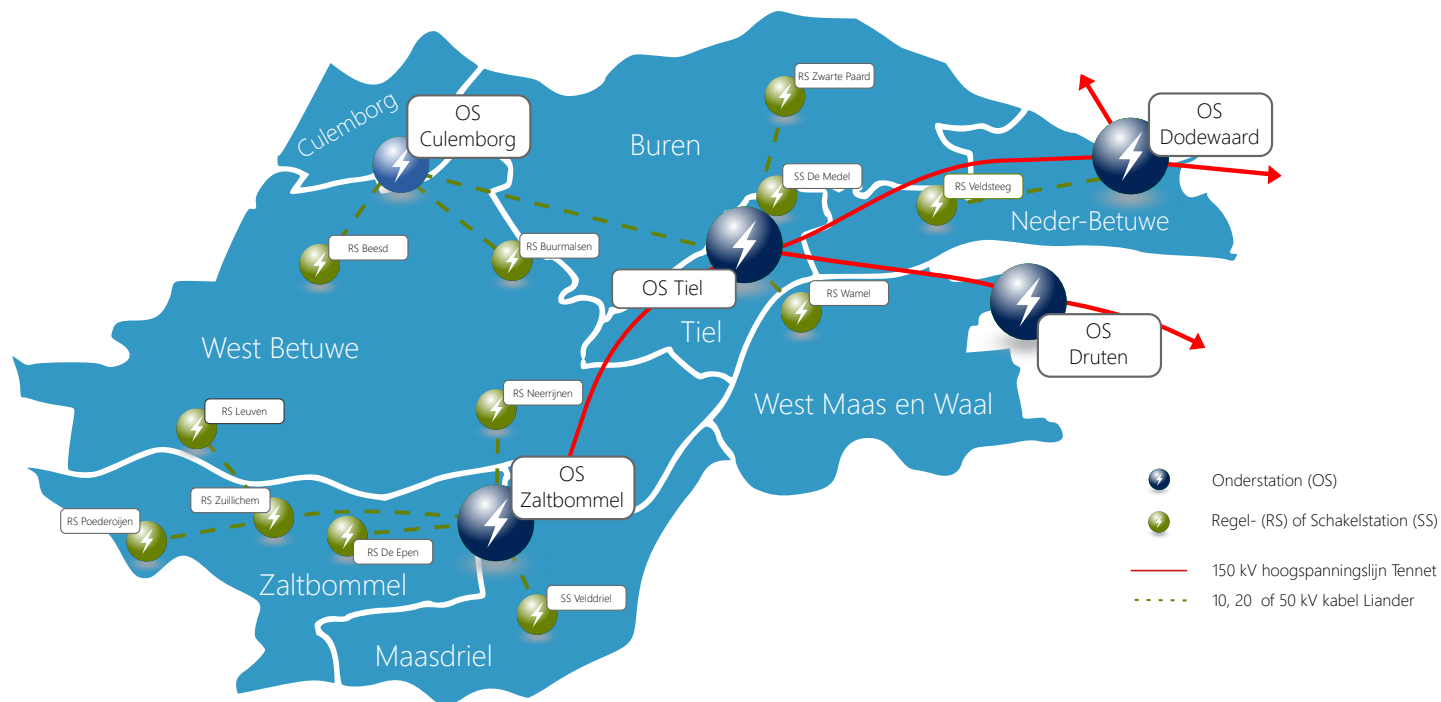 RS Zwarte Paard
Culemborg
OS
Culemborg
OS
Dodewaard
Buren
SS De Medel
RS Veldsteeg
Neder-Betuwe
RS Beesd
RS Buurmalsen
OS Tiel
RS Wamel
Tiel
OS
Druten
West Betuwe
RS Neerrijnen
West Maas en Waal
RS Leuven
OS
Zaltbommel
RS Zuillichem
RS Poederoijen
RS De Epen
Zaltbommel
SS Velddriel
Maasdriel
Onderstation (OS)
Regel- (RS) of Schakelstation (SS)
150 kV hoogspanningslijn Tennet
10, 20 of 50 kV kabel Liander